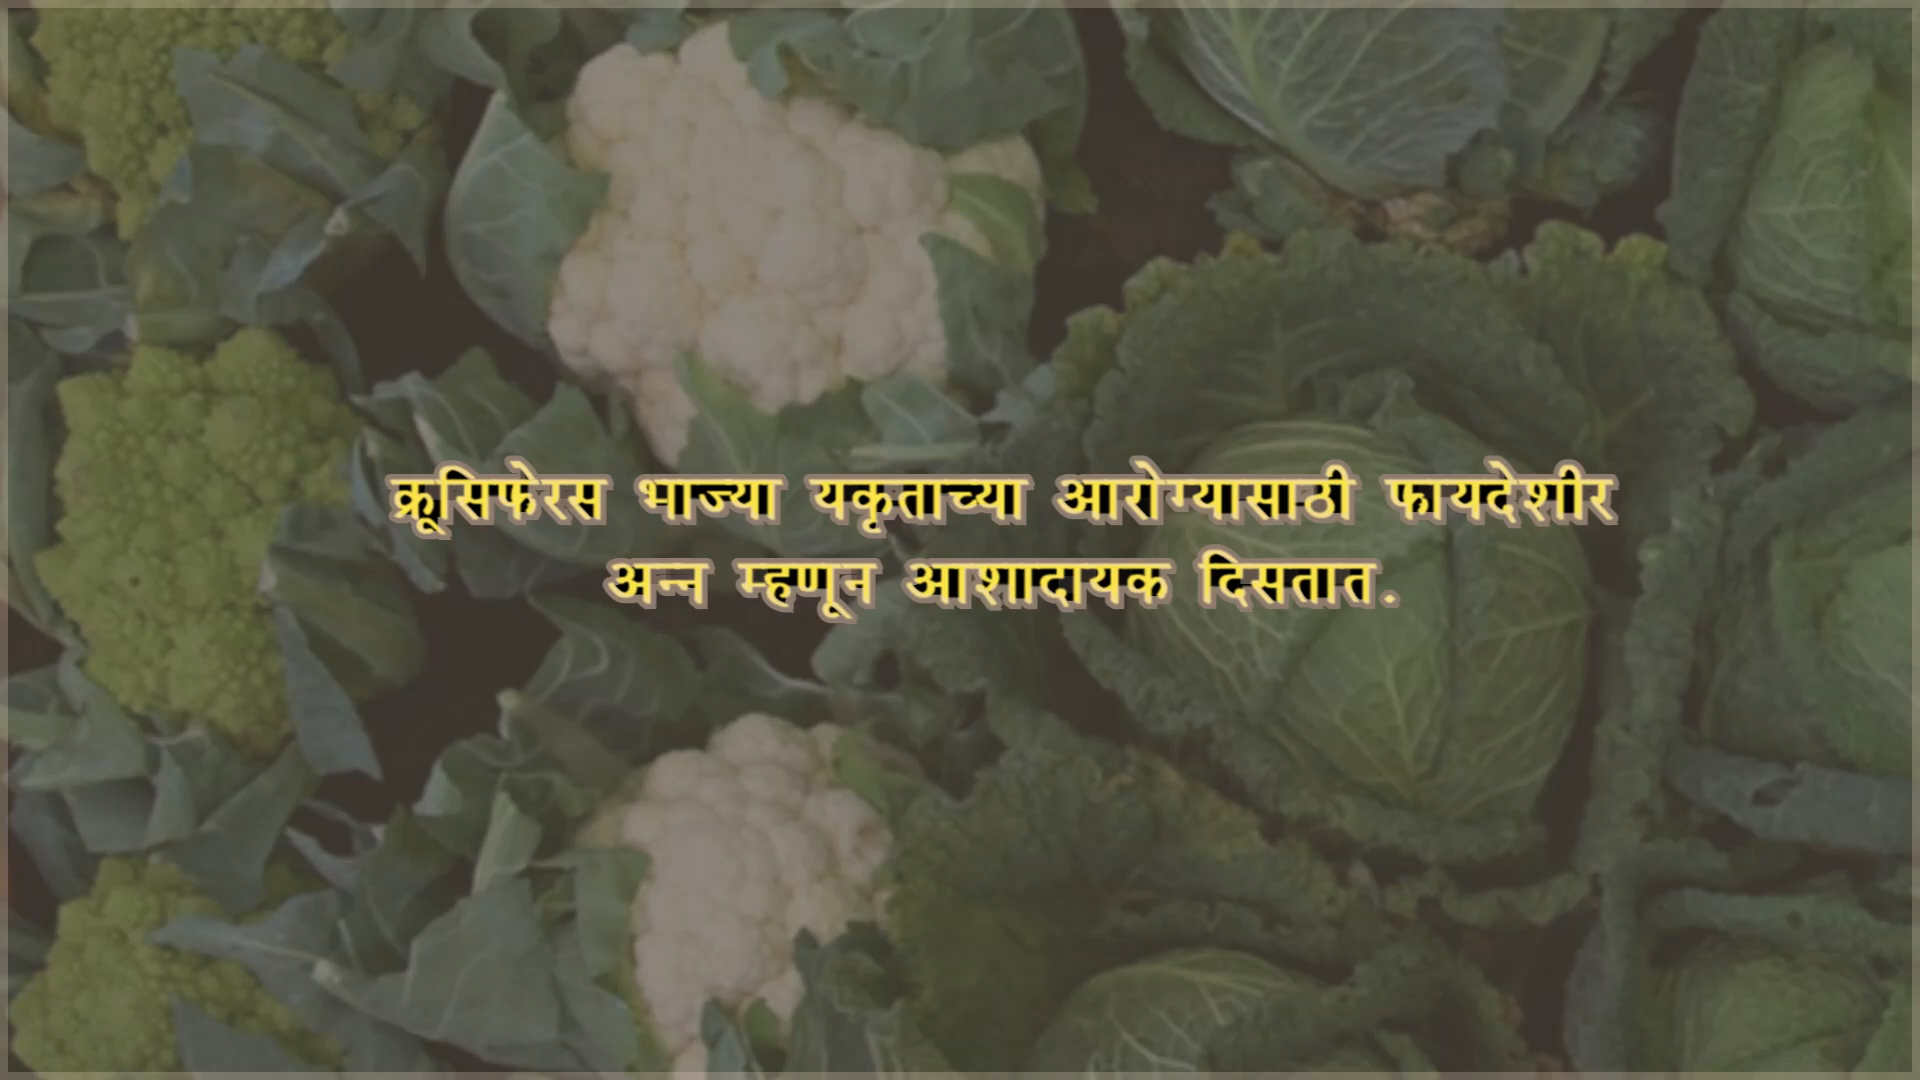 क्रूसिफेरस भाज्या यकृताच्या आरोग्यासाठी फायदेशीर
अन्न म्हणून आशादायक दिसतात.